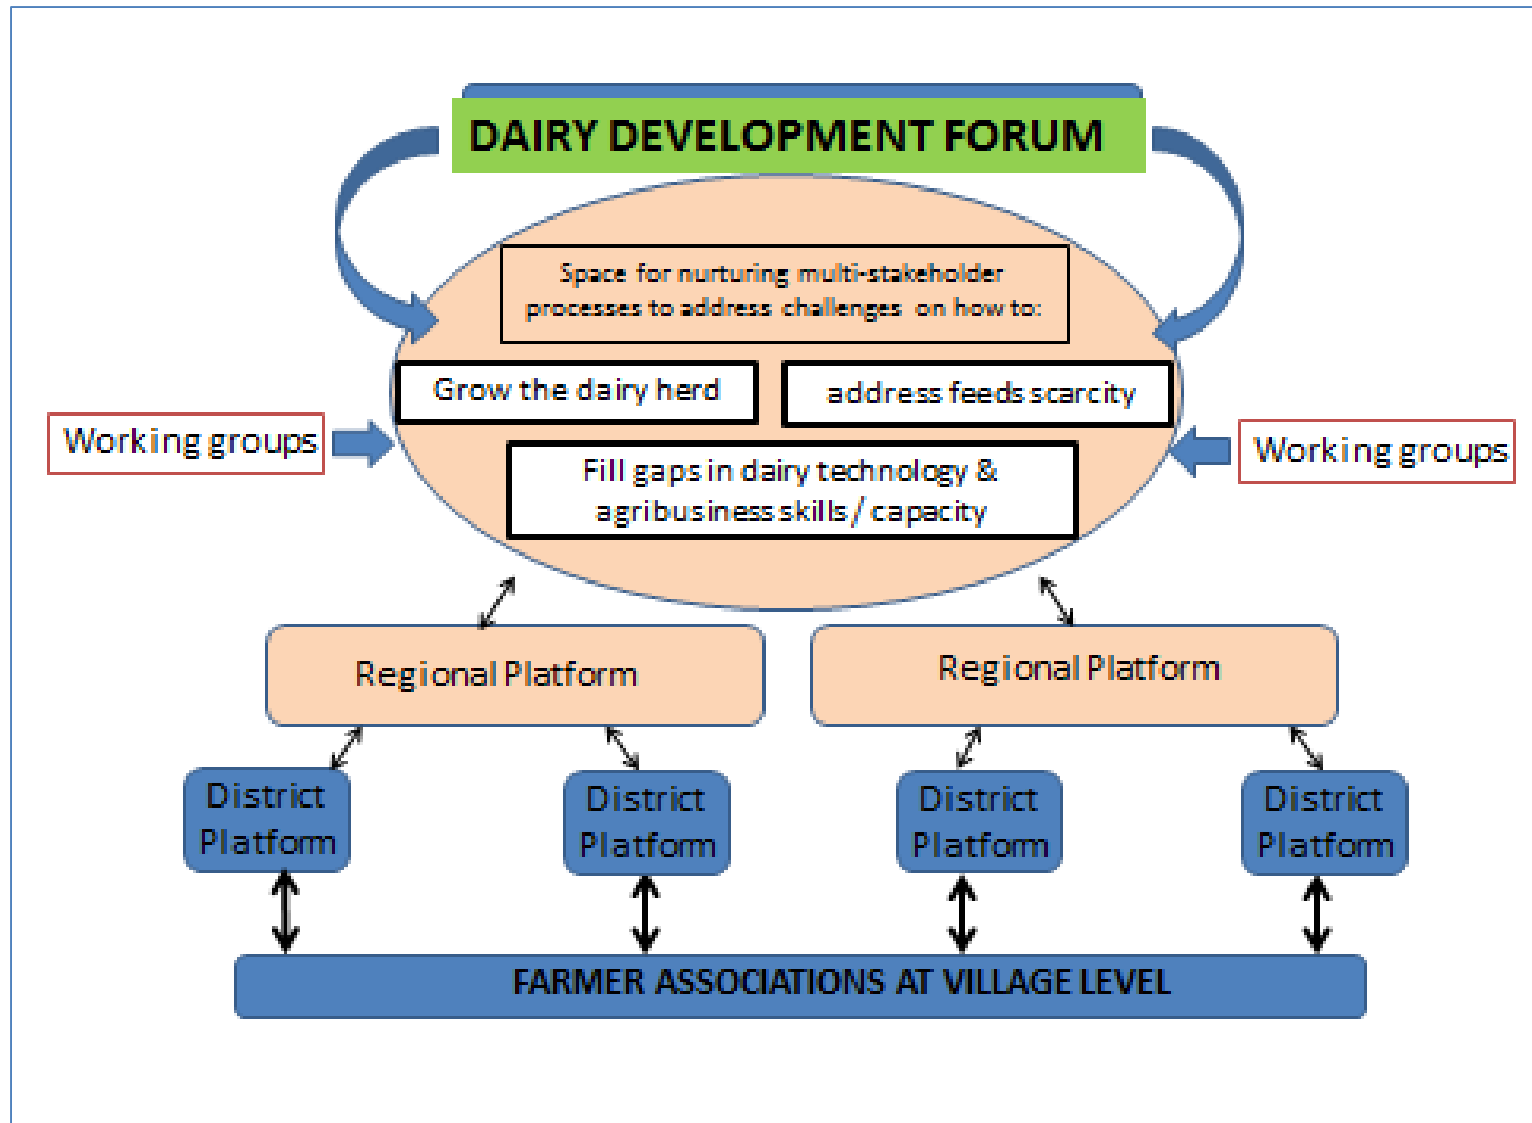 DAIRY DEVELOPMENT FORUM
Space for nurturing multi-stakeholder
processes to address challenges on how to:
Grow the dairy herd
address feeds scarcity
Working groups
Working groups
Fill gaps in dairy technology &
agribusiness skills/ capacity
Regional Platform
Regional Platform
District
Platform
District
Platform
District
Platform
District
Platform
FARMER ASSOCIATIONS AT VILLAGE LEVEL